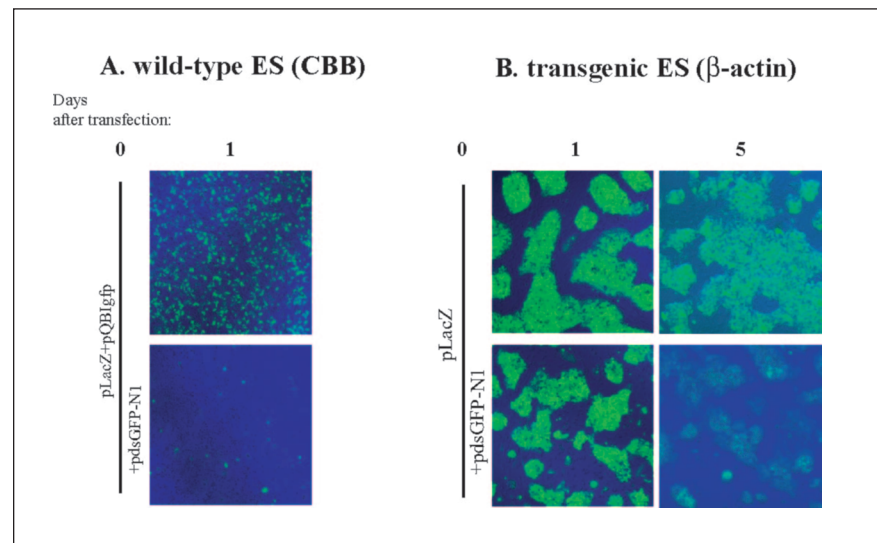 A. wild-type ES (CBB)
B. transgenic ES (β-actin)
Days
after transfection:
0
1
0
1
5
pLacZ+pQBIgfp
+pdsGFP-N1
pLacZ
+pdsGFP-N1